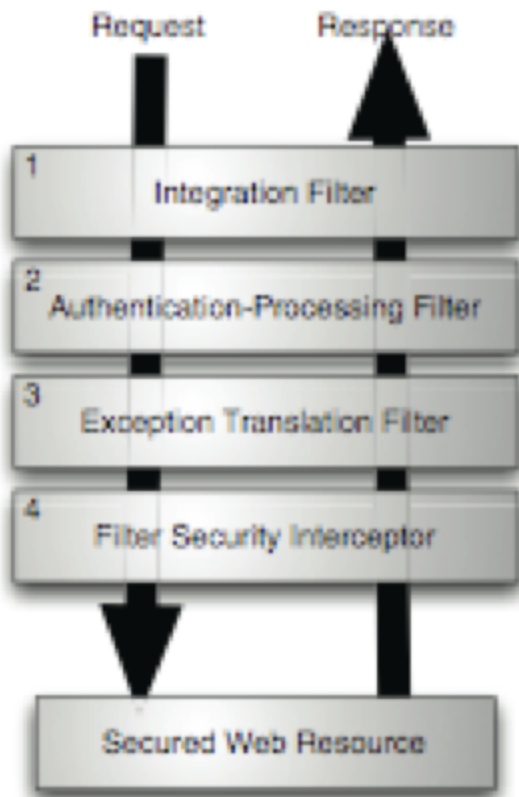 Request Response
1
Integration Filter
2
Authentication-Processing Filter
3
Exception Translation Filter
4
Filter Security Interceptor
Secured Web Resource